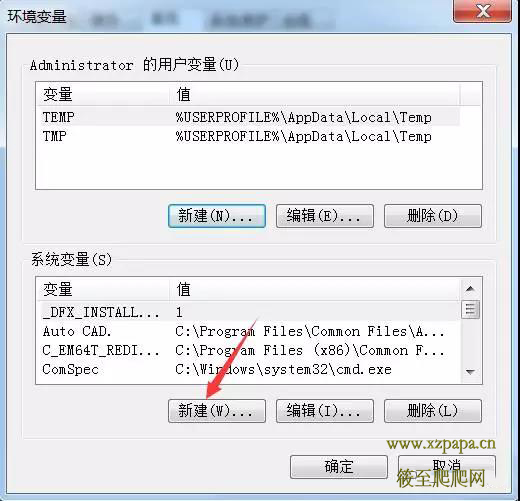 环境变量
Administrator 的用户变量(U)
变量 值
TEMP %USERPROFILE%\AppData\Local\Temp
TMP %USERPROFILE%\AppData\Local\Temp
新建(N)... 编辑(E)... 删除(D)
系统变量(S)
变量 值
_DFX_INSTALL... 1
Auto CAD. C:\Program Files\Common Files\A...
C_EM64T_REDI... C:\Program Files (x86)\Common F...
ComSpec C:\Windows\system32\cmd.exe
新建(W)... 编辑(I)... 删除(L)
www.xzpapa.cn
确定 取消
筱至爬爬网